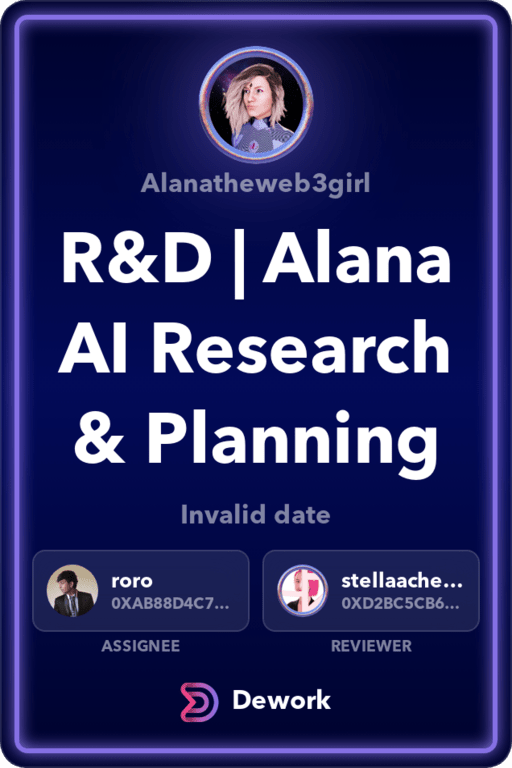 Alanatheweb3girl
R&D | Alana
AI Research
& Planning
Invalid date
roro
0XAB88D4C7...
ASSIGNEE
stellaache...
0XD2BC5CB6...
REVIEWER
Dework